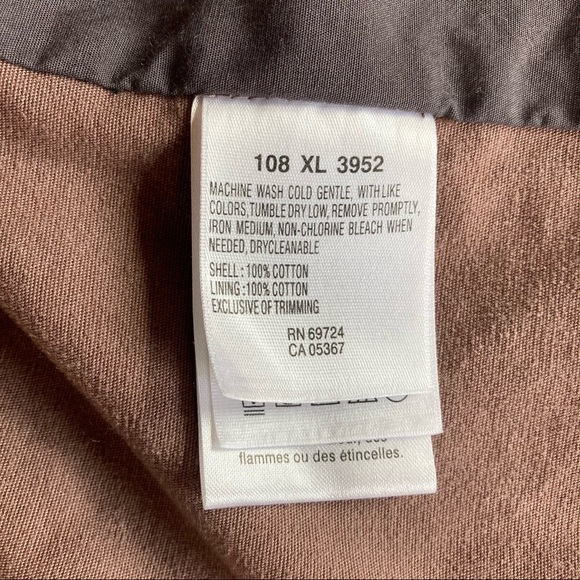 108 XL 3952
MACHINE WASH COLD GENTLE, WITH LIKE
COLORS, TUMBLE DRY LOW, REMOVE PROMPTLY,
IRON MEDIUM, NON-CHLORINE BLEACH WHEN
NEEDED, DRYCLEANABLE
SHELL : 100% COTTON
LINING : 100% COTTON
EXCLUSIVE OF TRIMMING
RN 69724
CA 05367
flammes ou des étincelles.